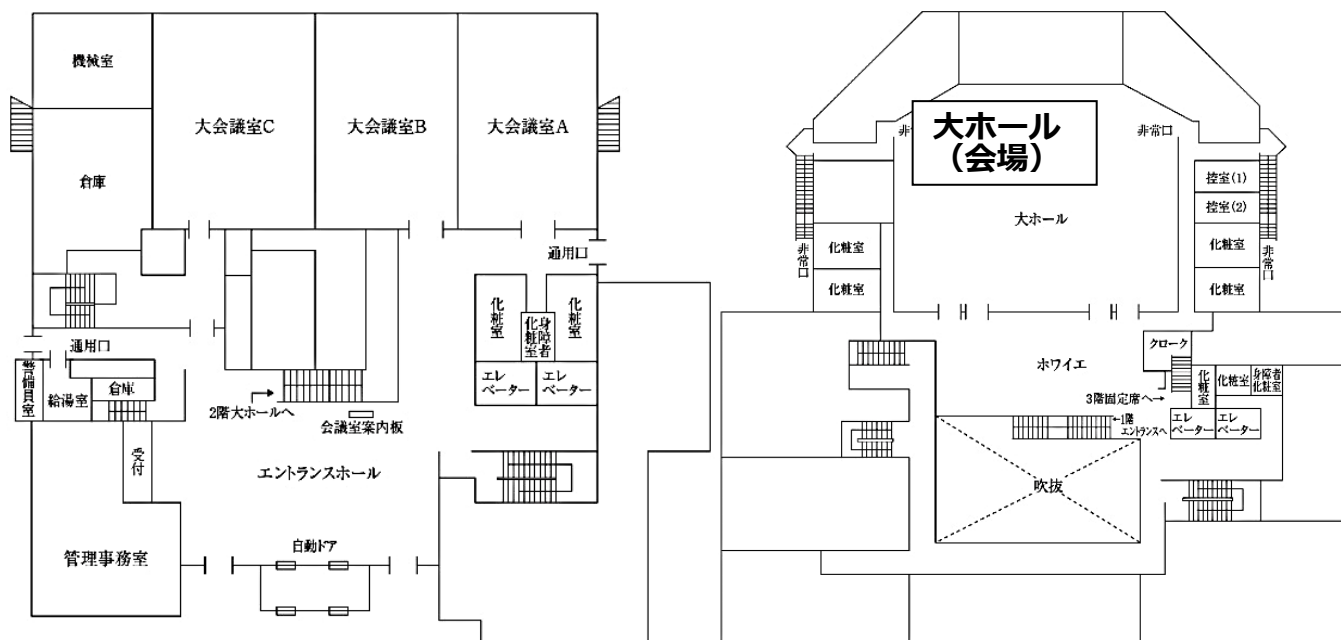 機械室
大会議室C
大会議室B
大会議室A
倉庫
通用口
化粧室
身障者
化粧室
化粧室
エレ
ベーター
エレ
ベーター
通用口
警備員室
給湯室
倉庫
2階大ホールへ
会議室案内板
受付
エントランスホール
管理事務室
自動ドア
大ホール
（会場）
非常口
大ホール
控室(1)
控室(2)
化粧室
化粧室
非常口
化粧室
化粧室
非常口
クローク
ホワイエ
3階固定席へ→
化粧室
化粧室
身障者
化粧室
←1階
エントランスへ
エレ
ベーター
エレ
ベーター
吹抜